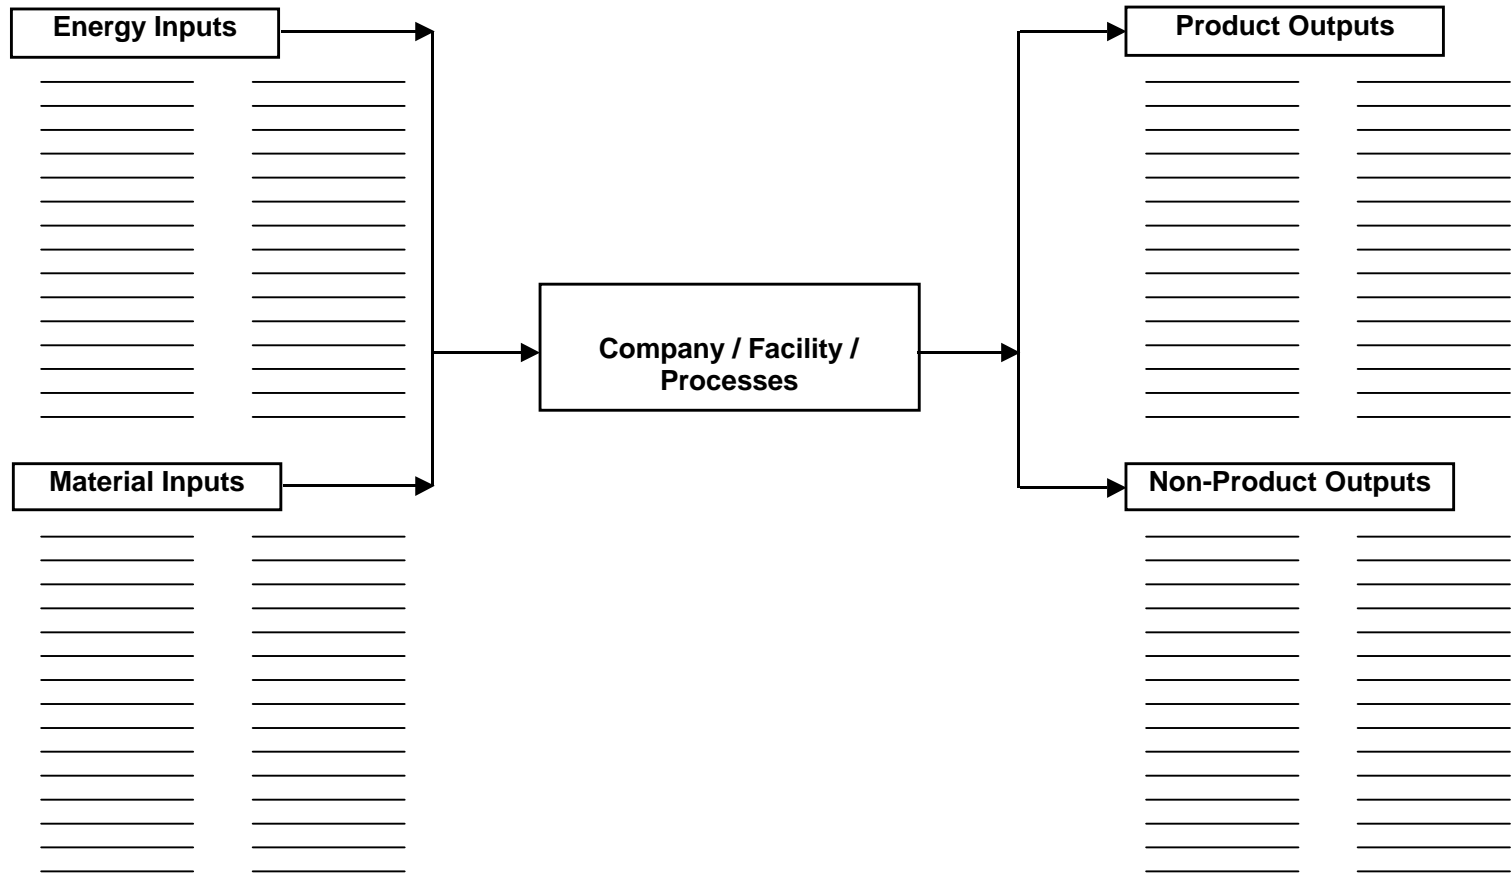 Energy Inputs
Product Outputs
Company / Facility /
Processes
Material Inputs
Non-Product Outputs